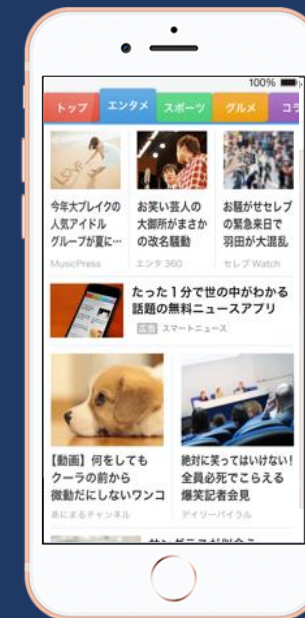 100%
トップ
エンタメ
スポーツ
グルメ
コラ
今年大ブレイクの
人気アイドル
グループが夏に…
MusicPress
お笑い芸人の
大御所がまさか
の改名騒動
エンタ 360
お騒がせセレブ
の緊急来日で
羽田が大混乱
セレブ Watch
たった1分で世の中がわかる
話題の無料ニュースアプリ
広告 スマートニュース
【動画】何をしても
クーラの前から
微動だにしないワンコ
あにまるチャンネル
絶対に笑ってはいけない!
全員必死でこらえる
爆笑記者会見
デイリーバイラル